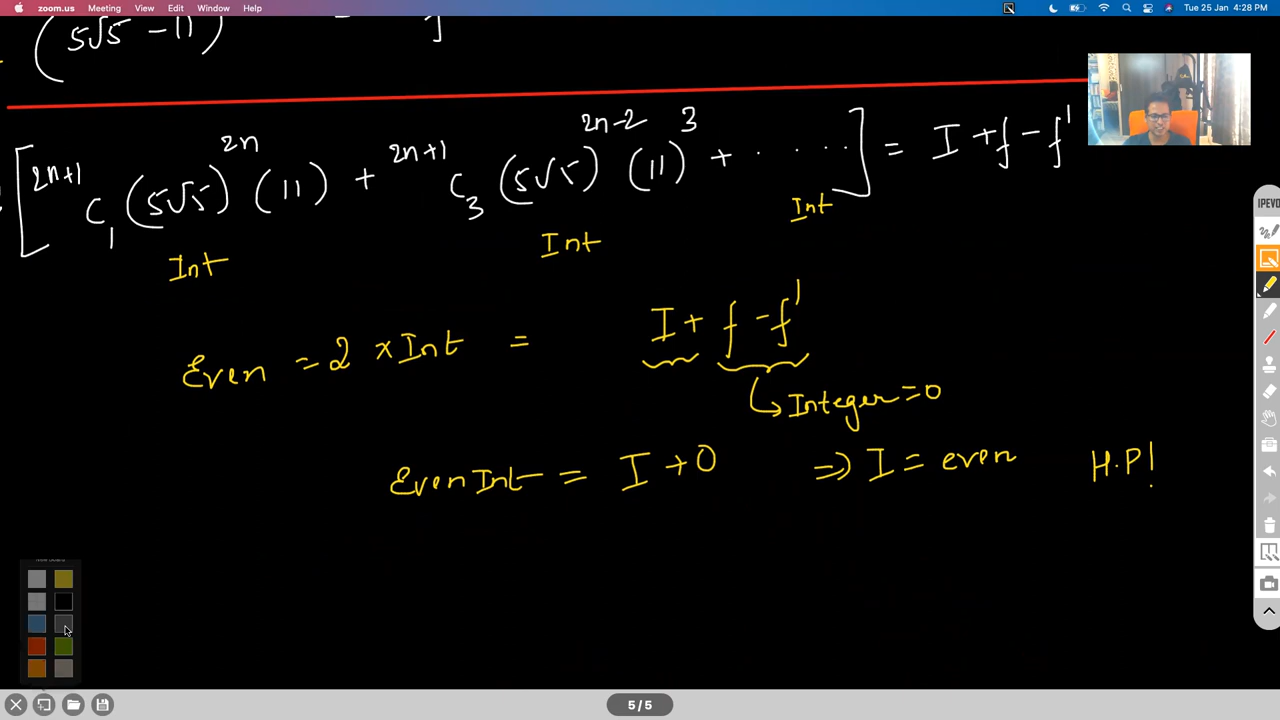 zoom.us Meeting View Edit Window Help Tue 25 Jan 4:28 PM
(5√5 - 11)
[ ²ⁿ⁺¹C₁ (5√5)²ⁿ (11) + ²ⁿ⁺¹C₃ (5√5)²ⁿ⁻² (11)³ + · · · · · ] = I + f - f'
Int Int Int
Even = 2 × Int = I + f - f'
↳ Integer = 0
Even Int = I + 0 ⇒ I = even H.P!
IPEVO
5/5